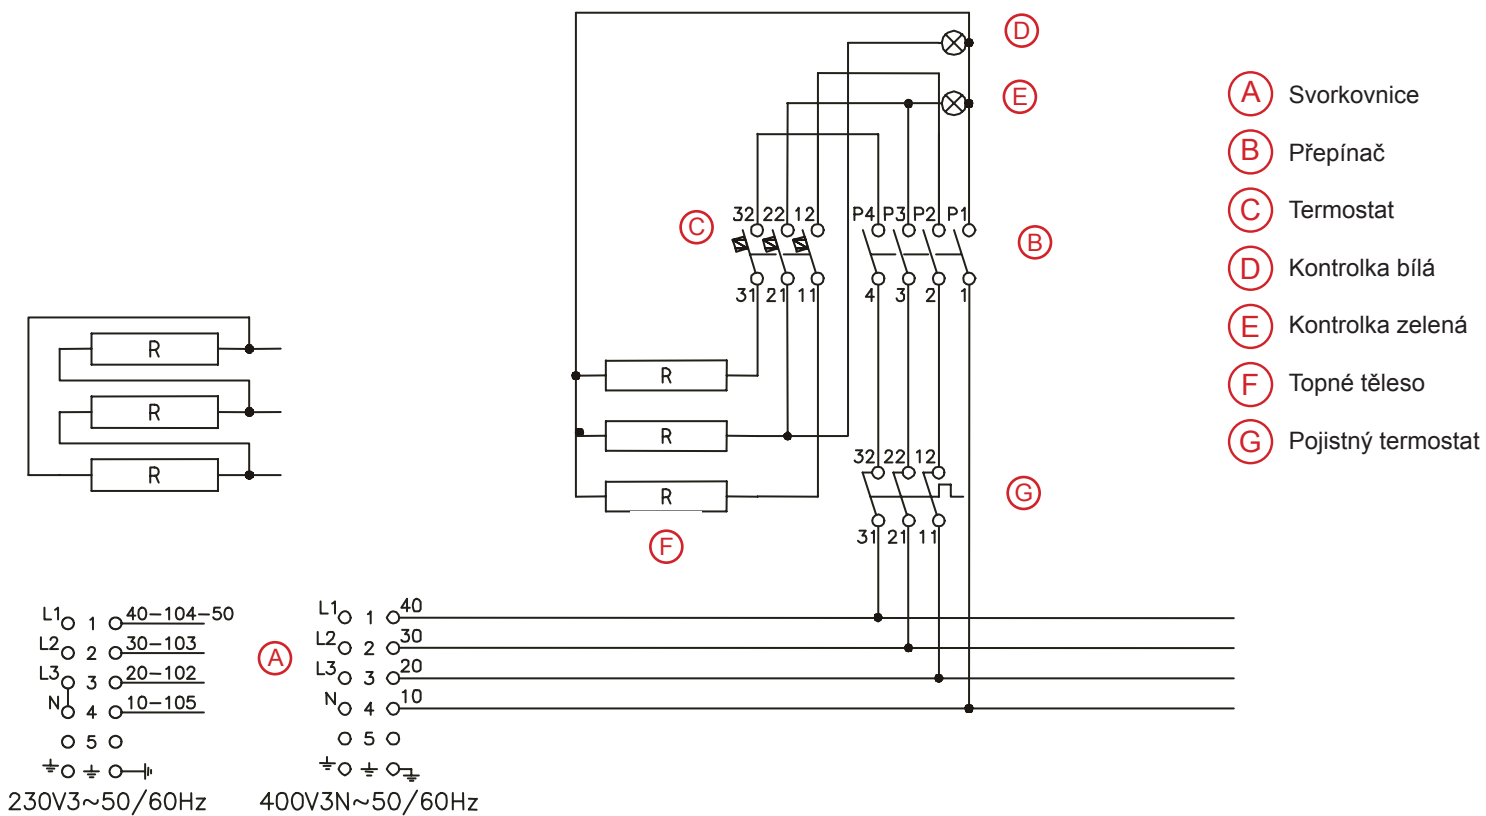 D
E
A Svorkovnice
B Přepínač
C Termostat
D Kontrolka bílá
E Kontrolka zelená
F Topné těleso
G Pojistný termostat
C
32 22 12
P4 P3 P2 P1
B
31 21 11
4 3 2 1
R
R
R
R
R
R
32 22 12
G
31 21 11
F
L1 1 40-104-50
L2 2 30-103
L3 3 20-102
N 4 10-105
5
230V3~50/60Hz
A
L1 1 40
L2 2 30
L3 3 20
N 4 10
5
400V3N~50/60Hz